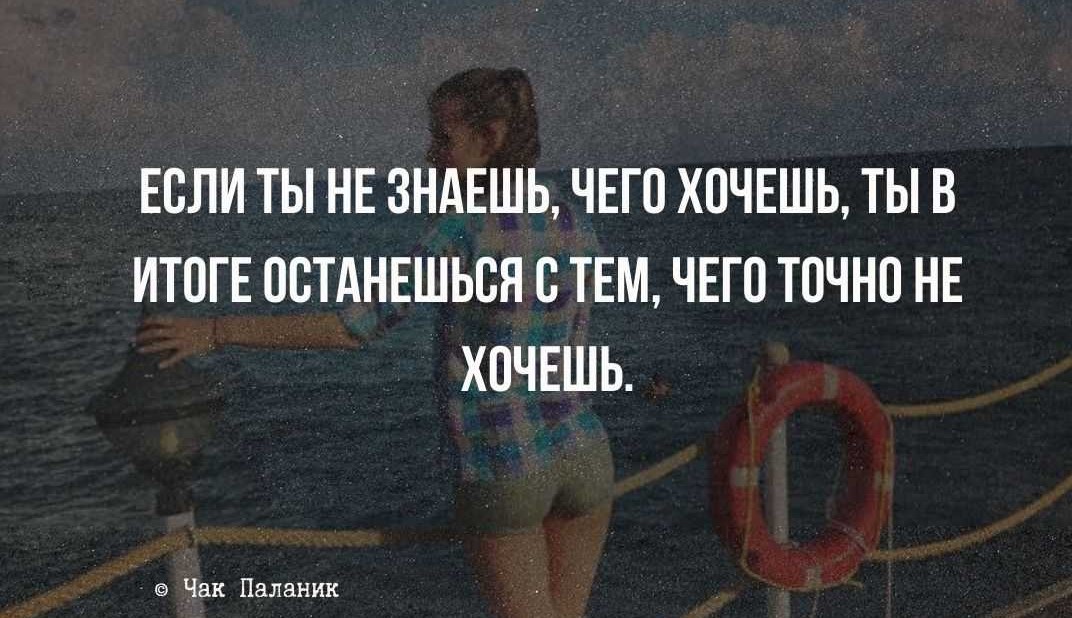 ЕСЛИ ТЫ НЕ ЗНАЕШЬ, ЧЕГО ХОЧЕШЬ, ТЫ В
ИТОГЕ ОСТАНЕШЬСЯ С ТЕМ, ЧЕГО ТОЧНО НЕ
ХОЧЕШЬ.
© Чак Паланик